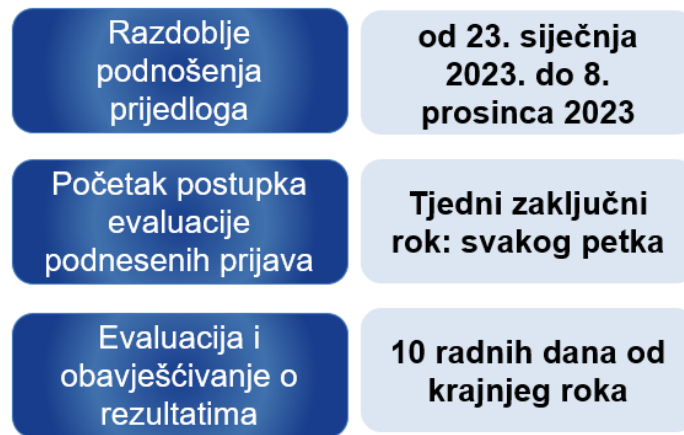 Razdoblje
podnošenja
prijedloga
od 23. siječnja
2023. do 8.
prosinca 2023
Početak postupka
evaluacije
podnesenih prijava
Tjedni zaključni
rok: svakog petka
Evaluacija i
obavješćivanje o
rezultatima
10 radnih dana od
krajnjeg roka